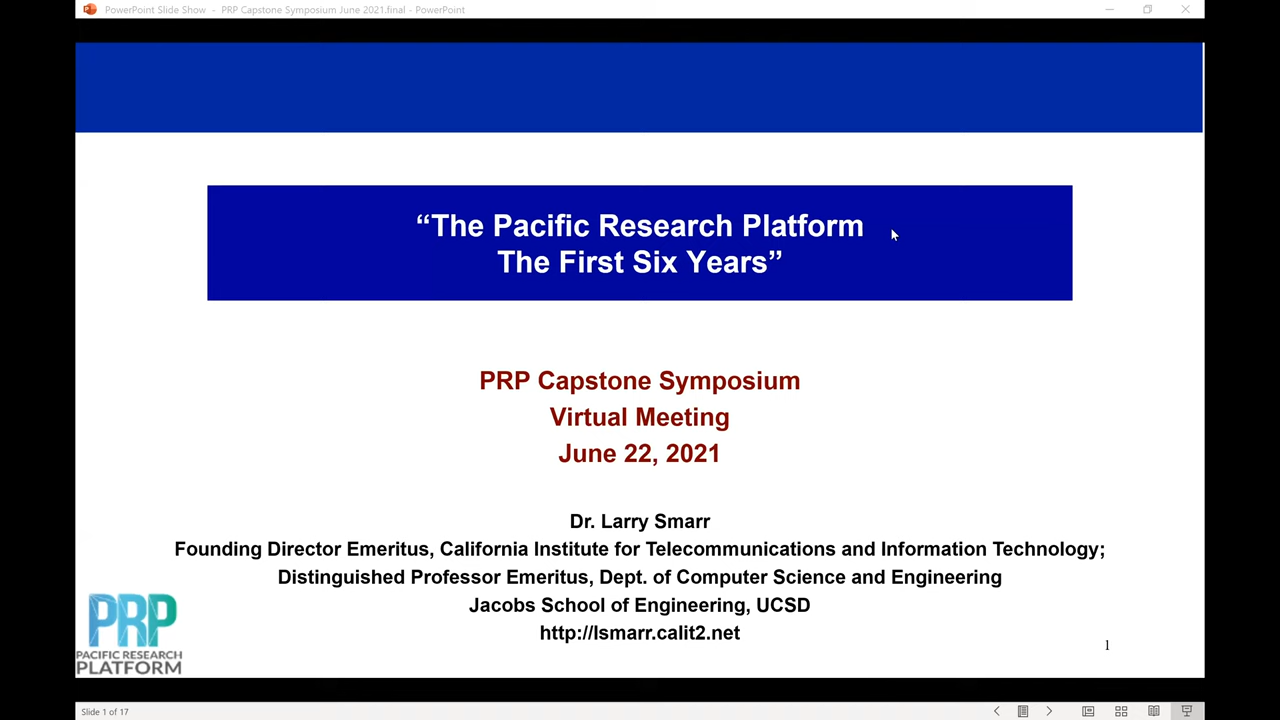 PowerPoint Slide Show - PRP Capstone Symposium June 2021.final - PowerPoint
“The Pacific Research Platform
The First Six Years”
PRP Capstone Symposium
Virtual Meeting
June 22, 2021
Dr. Larry Smarr
Founding Director Emeritus, California Institute for Telecommunications and Information Technology;
Distinguished Professor Emeritus, Dept. of Computer Science and Engineering
Jacobs School of Engineering, UCSD
http://lsmarr.calit2.net
PRP
PACIFIC RESEARCH
PLATFORM
1
Slide 1 of 17